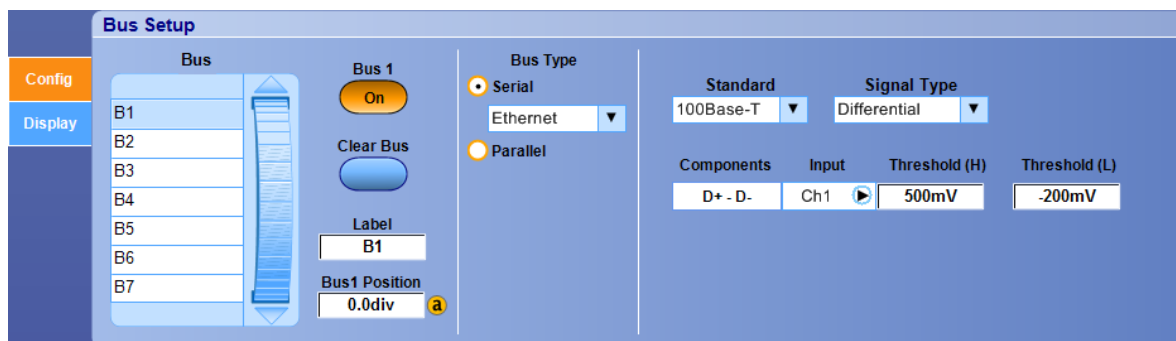 Bus Setup
Config
Display
Bus
B1
B2
B3
B4
B5
B6
B7
Bus 1
On
Clear Bus
Label
B1
Bus1 Position
0.0div a
Bus Type
Serial
Ethernet
Parallel
Standard Signal Type
100Base-T Differential
Components Input Threshold (H) Threshold (L)
D+ - D- Ch1 500mV -200mV